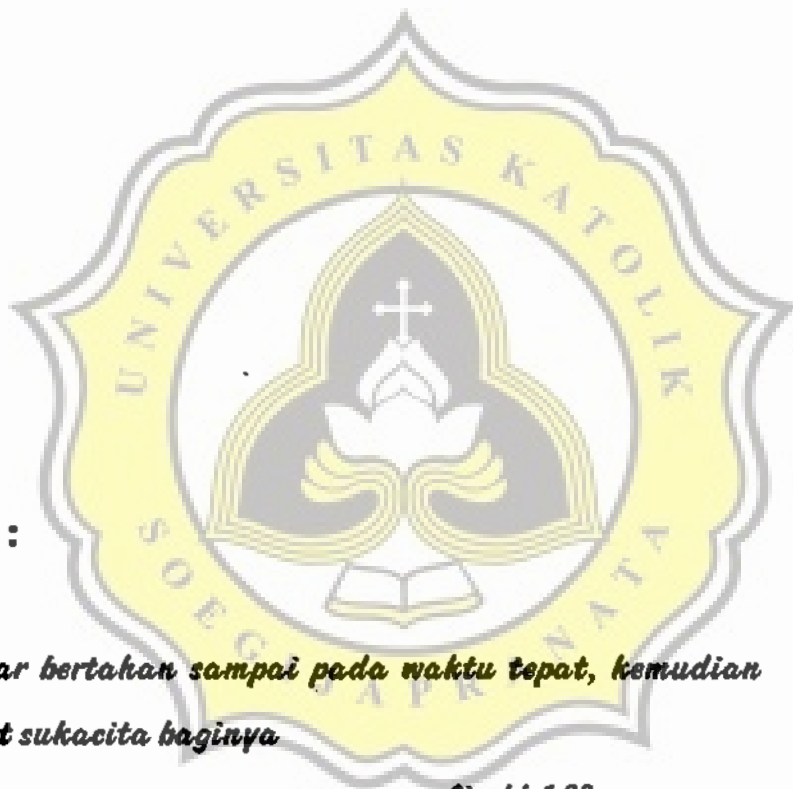 UNIVERSITAS KATOLIK
SOEGIJAPRANATA
:
ar bertahan sampai pada waktu tepat, kemudian
t sukacita baginya